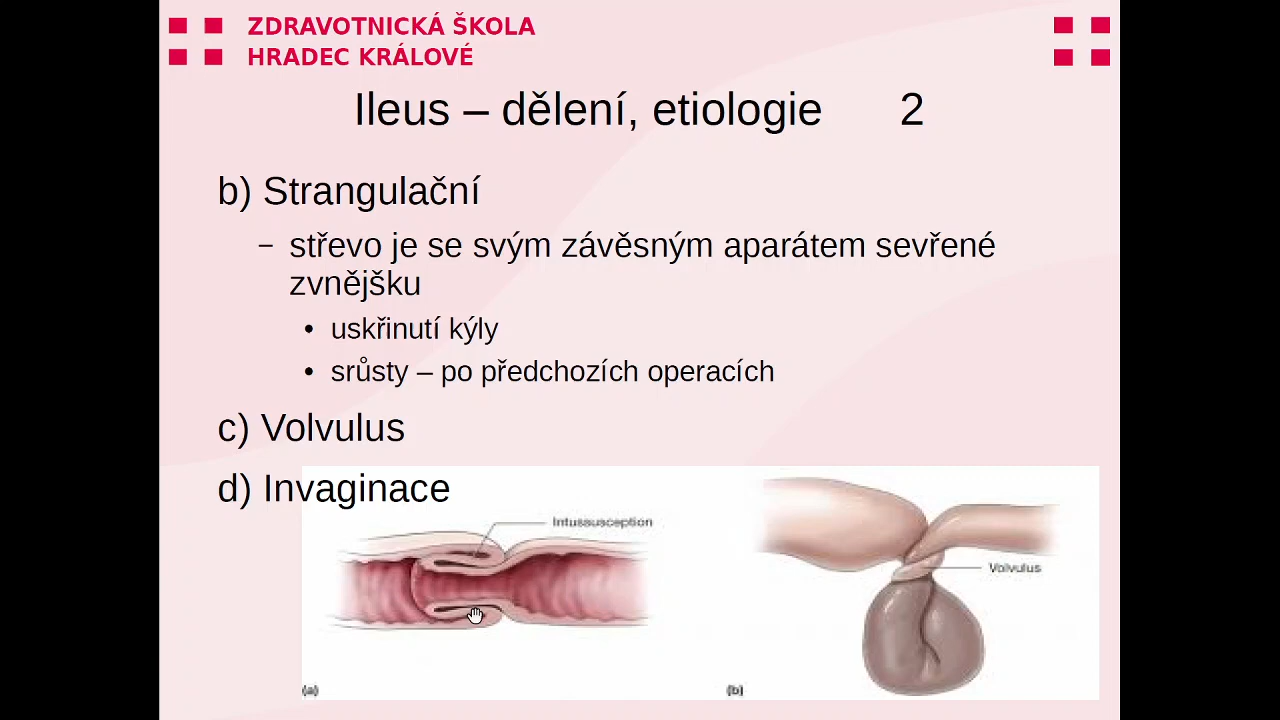 ZDRAVOTNICKÁ ŠKOLA
HRADEC KRÁLOVÉ
Ileus – dělení, etiologie 2
b) Strangulační
– střevo je se svým závěsným aparátem sevřené
zvnějšku
• uskřinutí kýly
• srůsty – po předchozích operacích
c) Volvulus
d) Invaginace
Intussusception
Volvulus
(a)
(b)